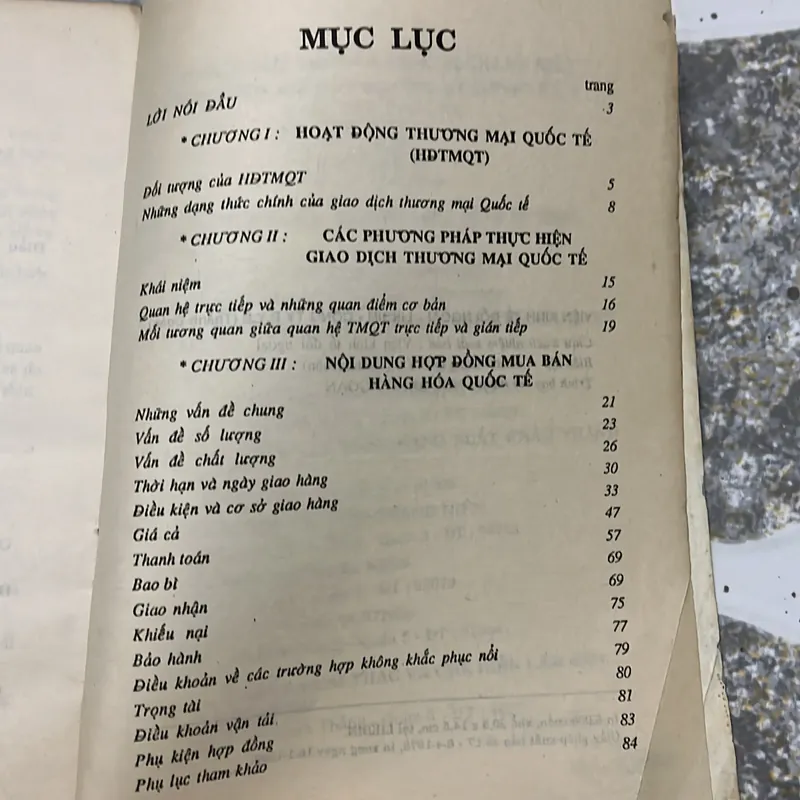 MỤC LỤC
trang
LỜI NÓI ĐẦU 3
* CHƯƠNG I : HOẠT ĐỘNG THƯƠNG MẠI QUỐC TẾ
(HĐTMQT)
Đối tượng của HĐTMQT 5
Những dạng thức chính của giao dịch thương mại Quốc tế 8
* CHƯƠNG II : CÁC PHƯƠNG PHÁP THỰC HIỆN
GIAO DỊCH THƯƠNG MẠI QUỐC TẾ
Khái niệm 15
Quan hệ trực tiếp và những quan điểm cơ bản 16
Mối tương quan giữa quan hệ TMQT trực tiếp và gián tiếp 19
* CHƯƠNG III : NỘI DUNG HỢP ĐỒNG MUA BÁN
HÀNG HÓA QUỐC TẾ
Những vấn đề chung 21
Vấn đề số lượng 23
Vấn đề chất lượng 26
Thời hạn và ngày giao hàng 30
Điều kiện và cơ sở giao hàng 33
Giá cả 47
Thanh toán 57
Bao bì 69
Giao nhận 69
Khiếu nại 75
Bảo hành 77
Điều khoản về các trường hợp không khắc phục nổi 79
Trọng tài 80
Điều khoản vận tải 81
Phụ kiện hợp đồng 83
Phụ lục tham khảo 84